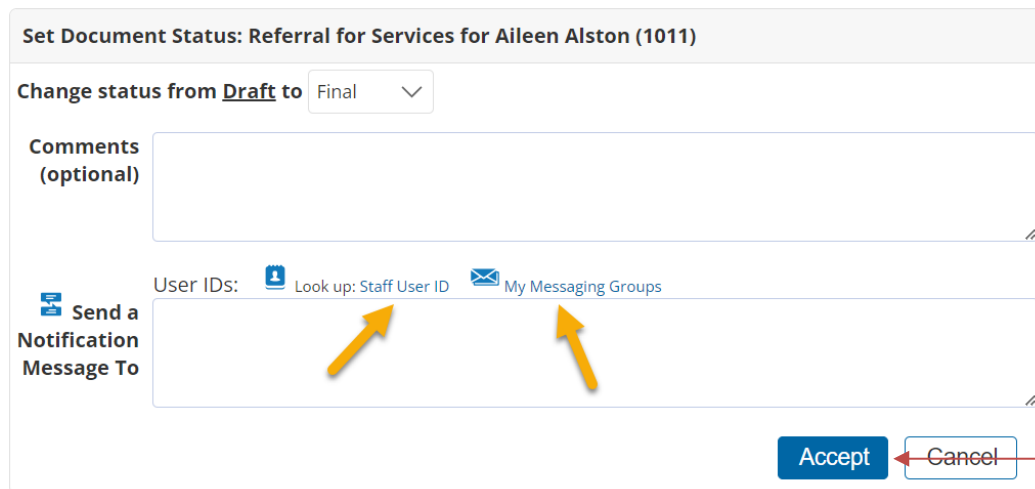 Set Document Status: Referral for Services for Aileen Alston (1011)
Change status from Draft to Final
Comments
(optional)
User IDs: Look up: Staff User ID My Messaging Groups
Send a
Notification
Message To
Accept Cancel